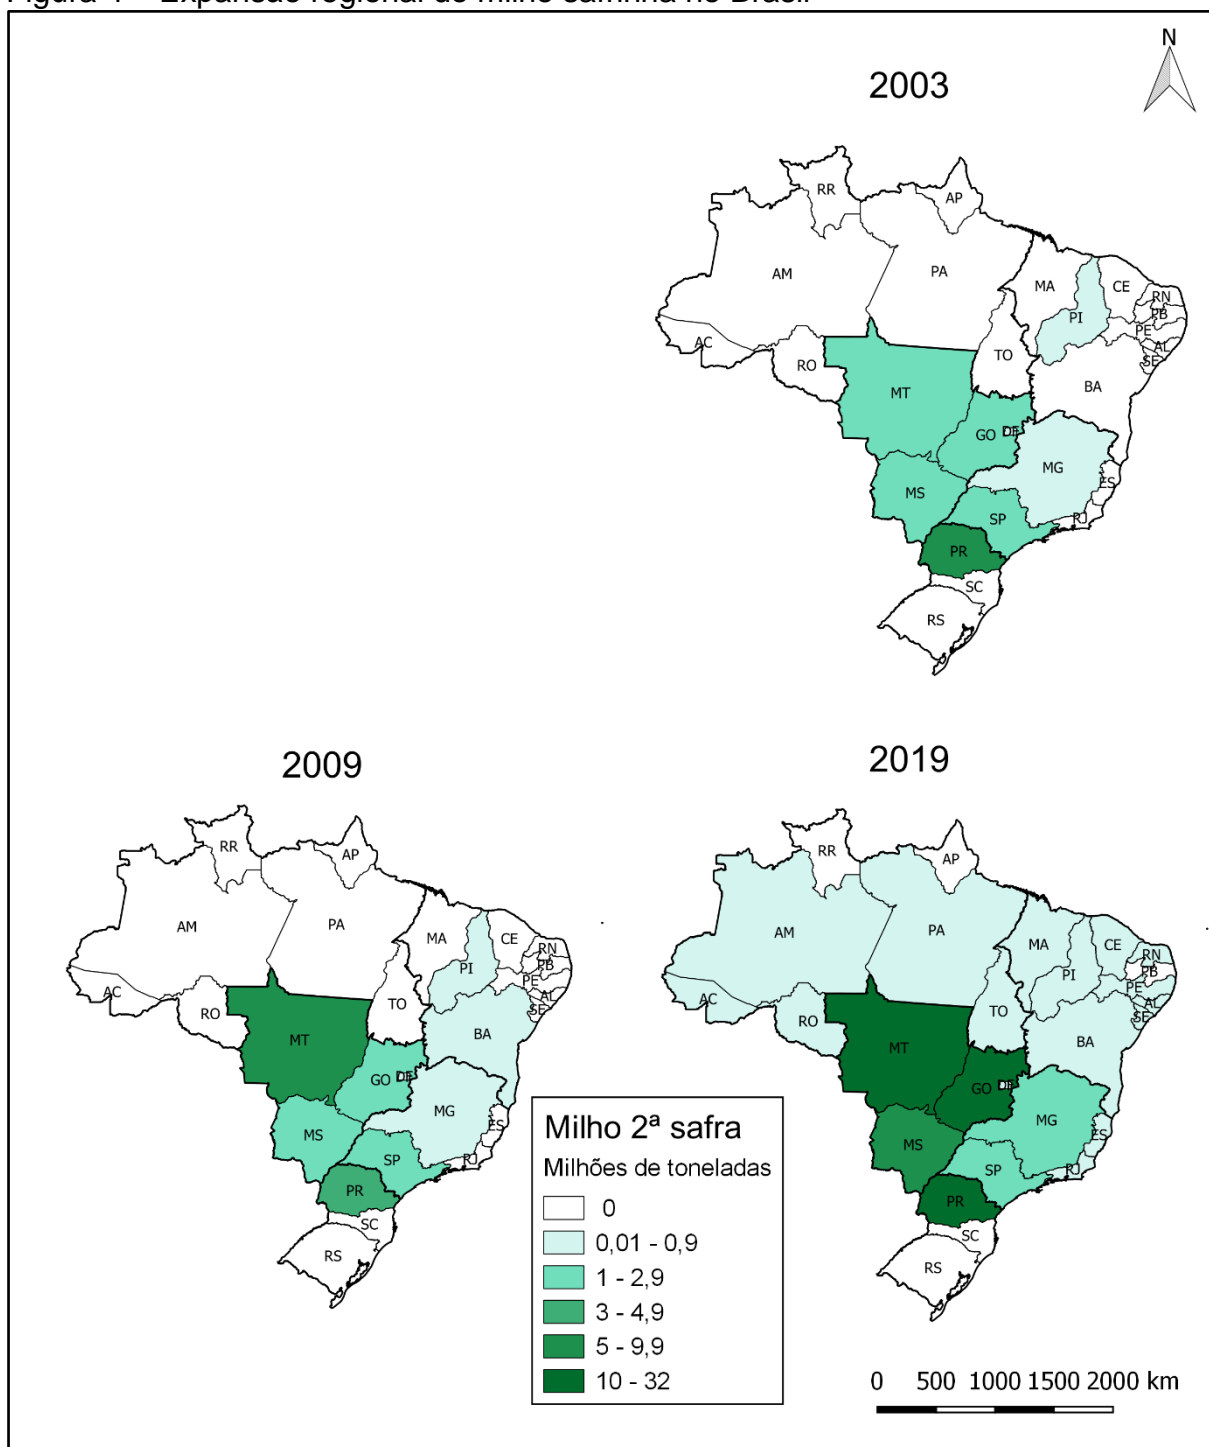 Figura – Expansão regional do milho safrinha no Brasil
N
2003
RR
AP
AM
PA
MA
CE
RN
PB
PI
PE
AL
SE
AC
RO
TO
BA
MT
GO
DF
MG
ES
MS
SP
RJ
PR
SC
RS
2009
RR
AP
AM
PA
MA
CE
RN
PB
PI
PE
AL
SE
AC
RO
TO
BA
MT
GO
DF
MG
ES
MS
SP
RJ
PR
SC
RS
2019
RR
AP
AM
PA
MA
CE
RN
PB
PI
PE
AL
SE
AC
RO
TO
BA
MT
GO
DF
MG
ES
MS
SP
RJ
PR
SC
RS
Milho 2ª safra
Milhões de toneladas
0
0,01 - 0,9
1 - 2,9
3 - 4,9
5 - 9,9
10 - 32
0 500 1000 1500 2000 km